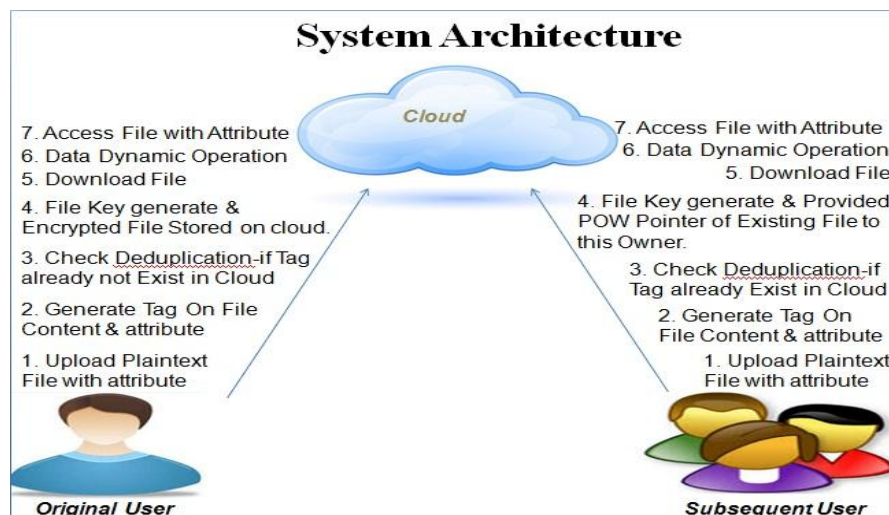 System Architecture
Cloud
7. Access File with Attribute
6. Data Dynamic Operation
5. Download File
4. File Key generate &
Encrypted File Stored on cloud.
3. Check Deduplication-if Tag
already not Exist in Cloud
2. Generate Tag On File
Content & attribute
1. Upload Plaintext
File with attribute
Original User
7. Access File with Attribute
6. Data Dynamic Operation
5. Download File
4. File Key generate & Provided
POW Pointer of Existing File to
this Owner.
3. Check Deduplication-if
Tag already Exist in Cloud
2. Generate Tag On
File Content & attribute
1. Upload Plaintext
File with attribute
Subsequent User